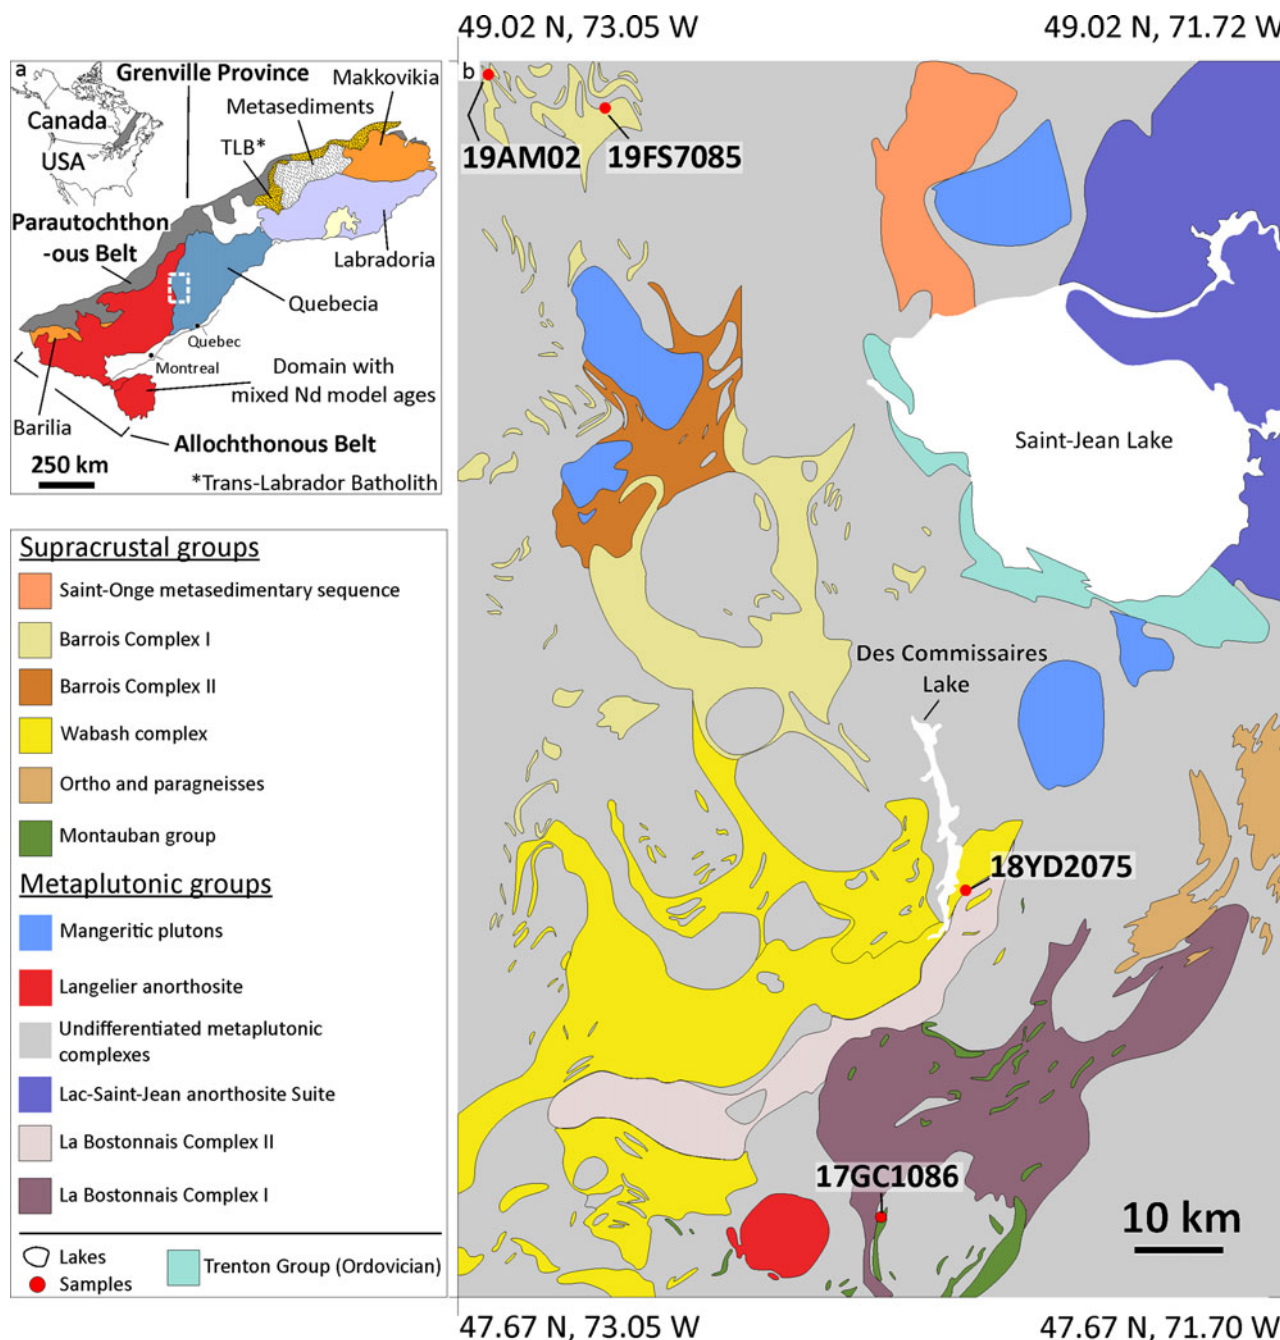 49.02 N, 73.05 W
49.02 N, 71.72 W
a
Grenville Province
Makkovikia
Metasediments
Canada
TLB*
USA
Parautochthon
-ous Belt
Labradoria
Quebecia
Quebec
Montreal
Domain with
mixed Nd model ages
Barilia
Allochthonous Belt
250 km
*Trans-Labrador Batholith
b
19AM02
19FS7085
Saint-Jean Lake
Des Commissaires
Lake
18YD2075
17GC1086
10 km
Supracrustal groups
Saint-Onge metasedimentary sequence
Barrois Complex I
Barrois Complex II
Wabash complex
Ortho and paragneisses
Montauban group
Metaplutonic groups
Mangeritic plutons
Langelier anorthosite
Undifferentiated metaplutonic
complexes
Lac-Saint-Jean anorthosite Suite
La Bostonnais Complex II
La Bostonnais Complex I
Lakes
Samples
Trenton Group (Ordovician)
47.67 N, 73.05 W
47.67 N, 71.70 W